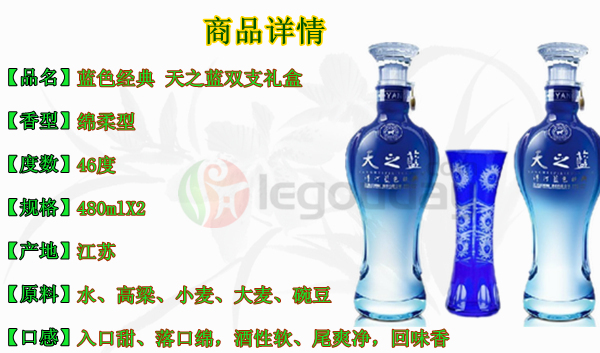 商品详情
【品名】蓝色经典 天之蓝双支礼盒
【香型】绵柔型
【度数】46度
【规格】480mlX2
【产地】江苏
【原料】水、高梁、小麦、大麦、碗豆
【口感】入口甜、落口绵，酒性软、尾爽净，回味香
天之蓝
天之蓝